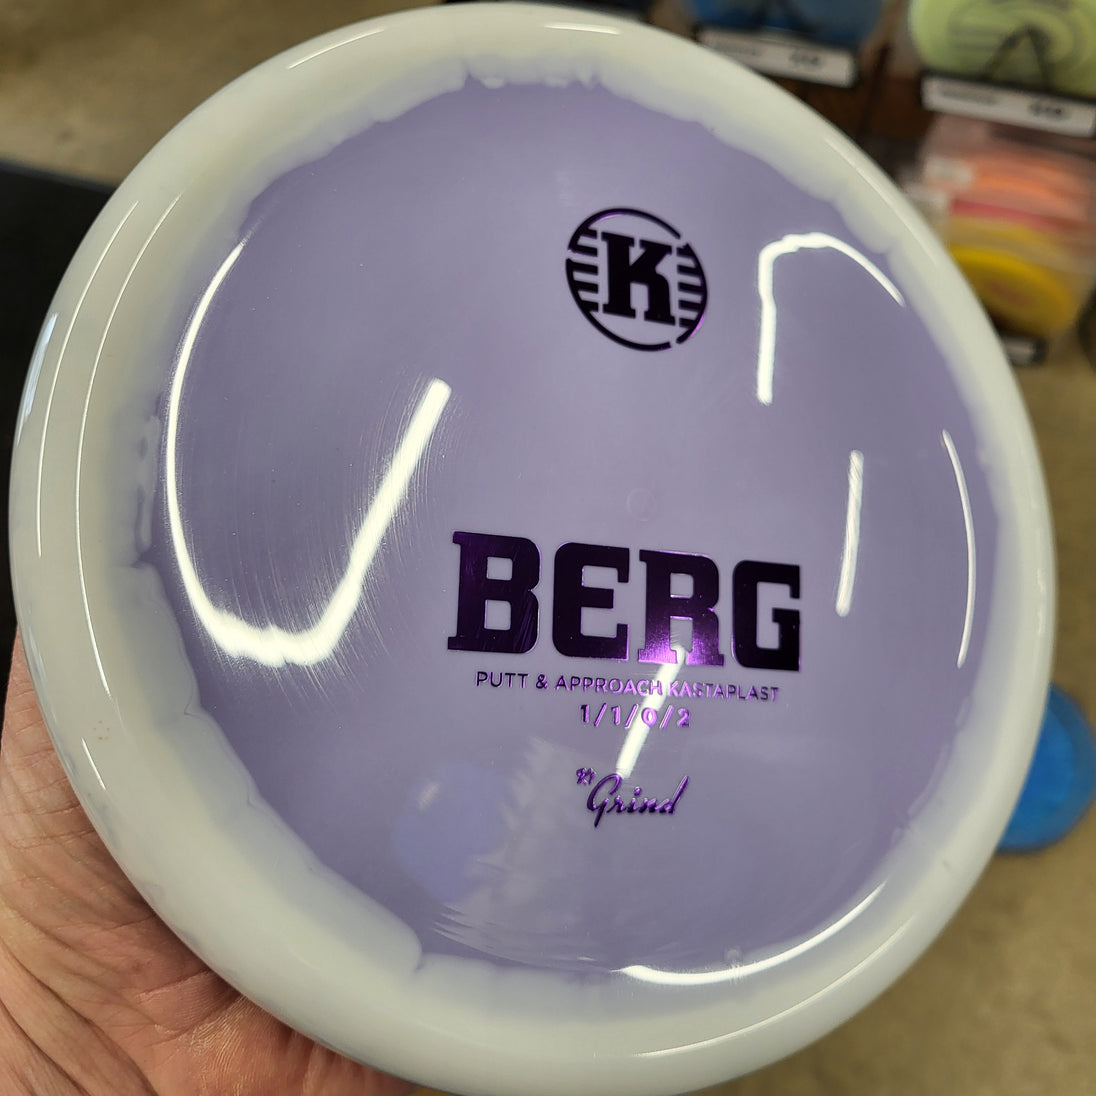 K
BERG
PUTT & APPROACH KASTAPLAST
1/1/0/2
Grind